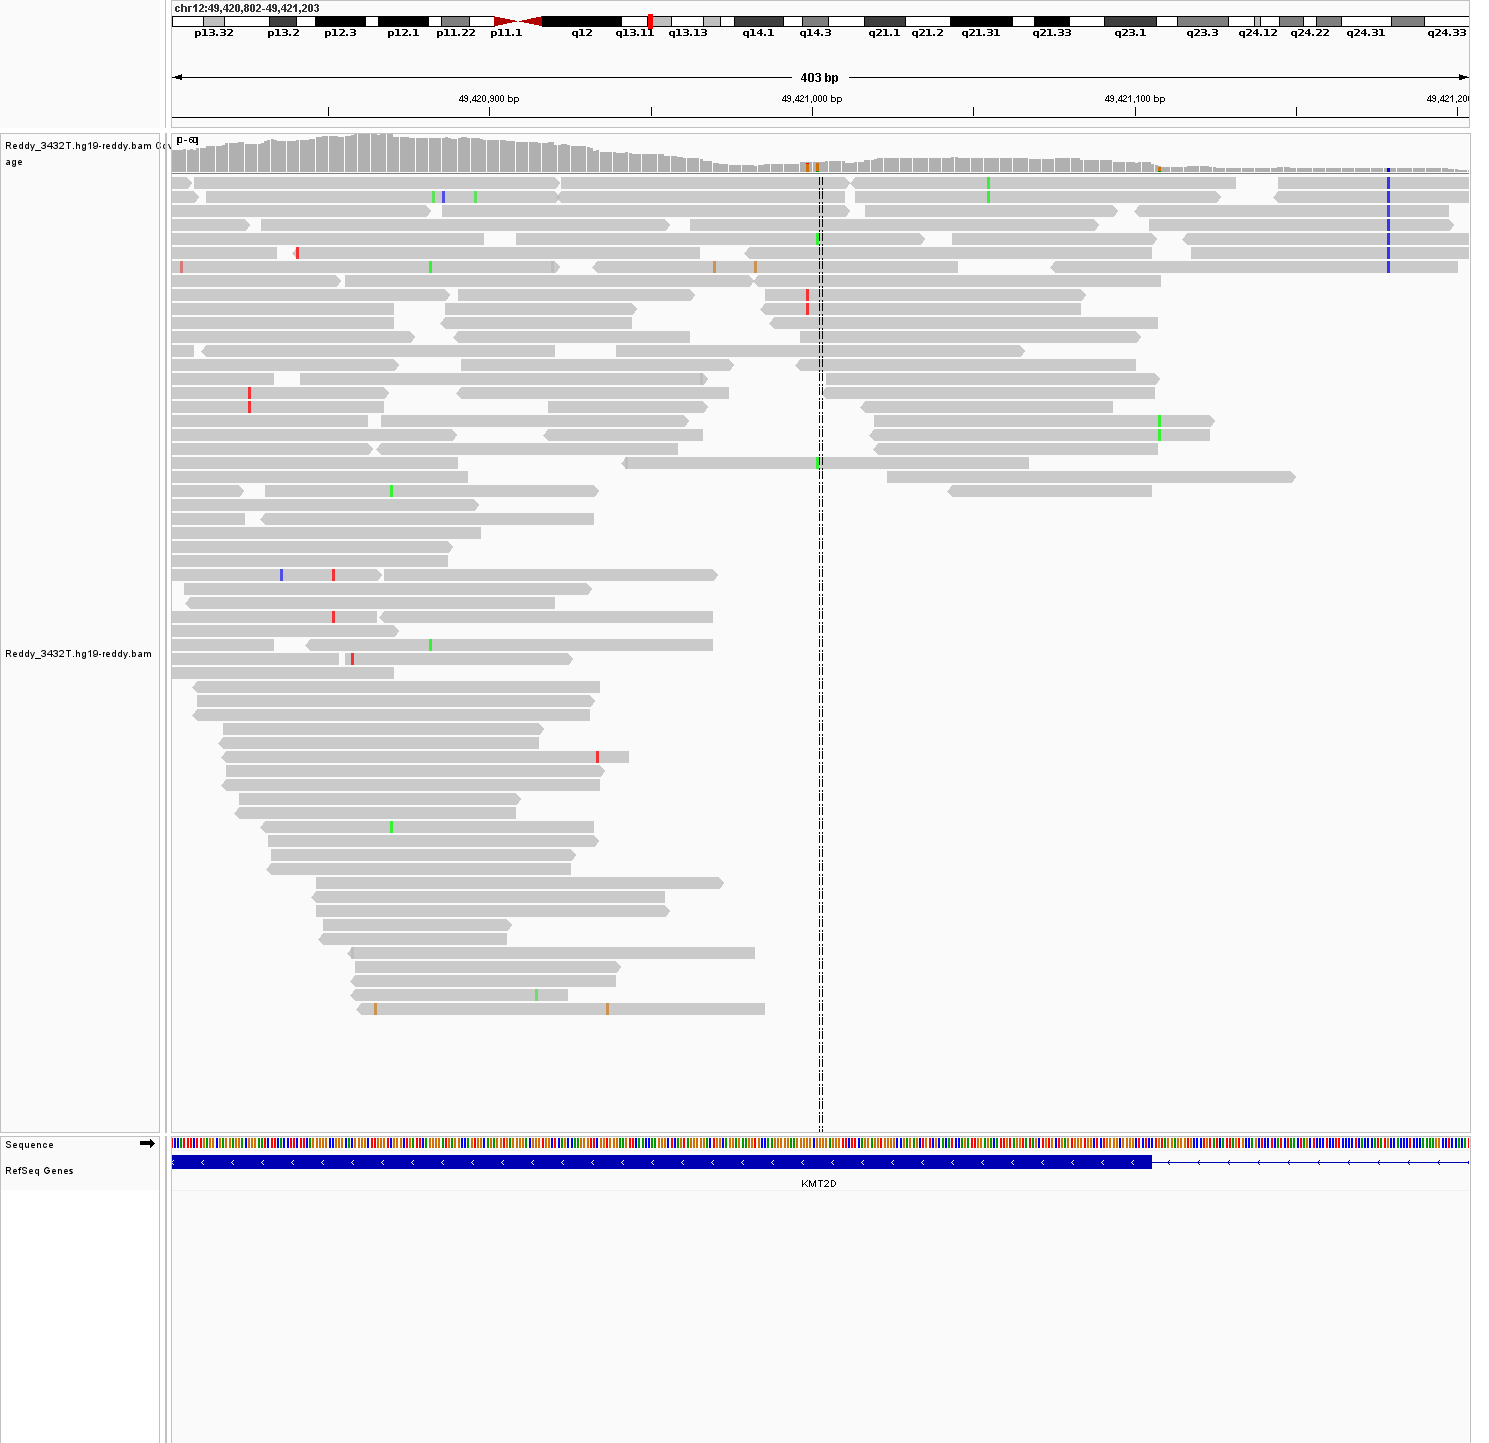 chr12:49,420,802-49,421,203
p13.32 p13.2 p12.3 p12.1 p11.22 p11.1 q12 q13.11 q13.13 q14.1 q14.3 q21.1 q21.2 q21.31 q21.33 q23.1 q23.3 q24.12 q24.22 q24.31 q24.33
403 bp
49,420,900 bp 49,421,000 bp 49,421,100 bp 49,421,200
Reddy_3432T.hg19-reddy.bam Cov
age
Reddy_3432T.hg19-reddy.bam
Sequence
RefSeq Genes
KMT2D